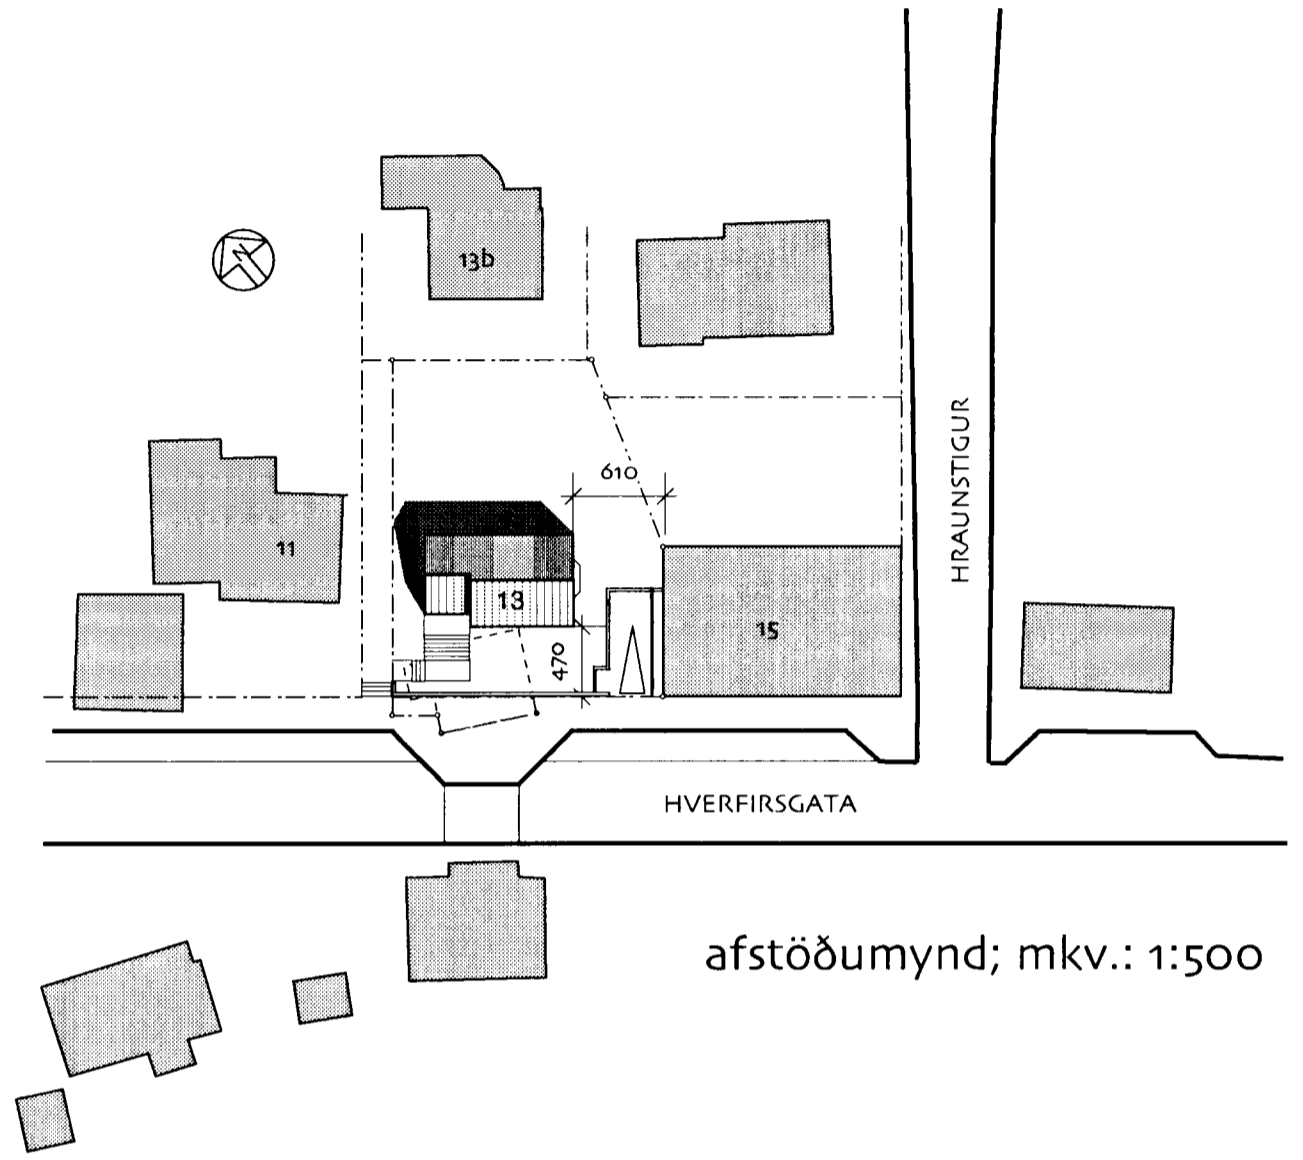 13b
N
610
HRAUNSTIGUR
11
13
15
470
HVERFIRSGATA
afstöðumynd; mkv.: 1:500